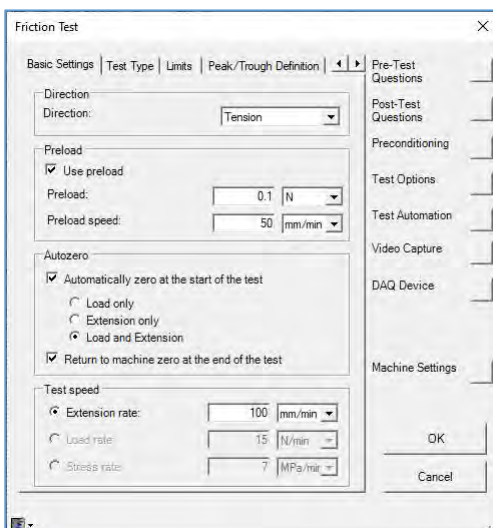 Friction Test
Basic Settings Test Type Limits Peak/Trough Definition
Direction
Direction: Tension
Preload
Use preload
Preload: 0.1 N
Preload speed: 50 mm/min
Autozero
Automatically zero at the start of the test
Load only
Extension only
Load and Extension
Return to machine zero at the end of the test
Test speed
Extension rate: 100 mm/min
Load rate: 15 N/min
Stress rate: 7 MPa/mir
Pre-Test
Questions
Post-Test
Questions
Preconditioning
Test Options
Test Automation
Video Capture
DAQ Device
Machine Settings
OK
Cancel